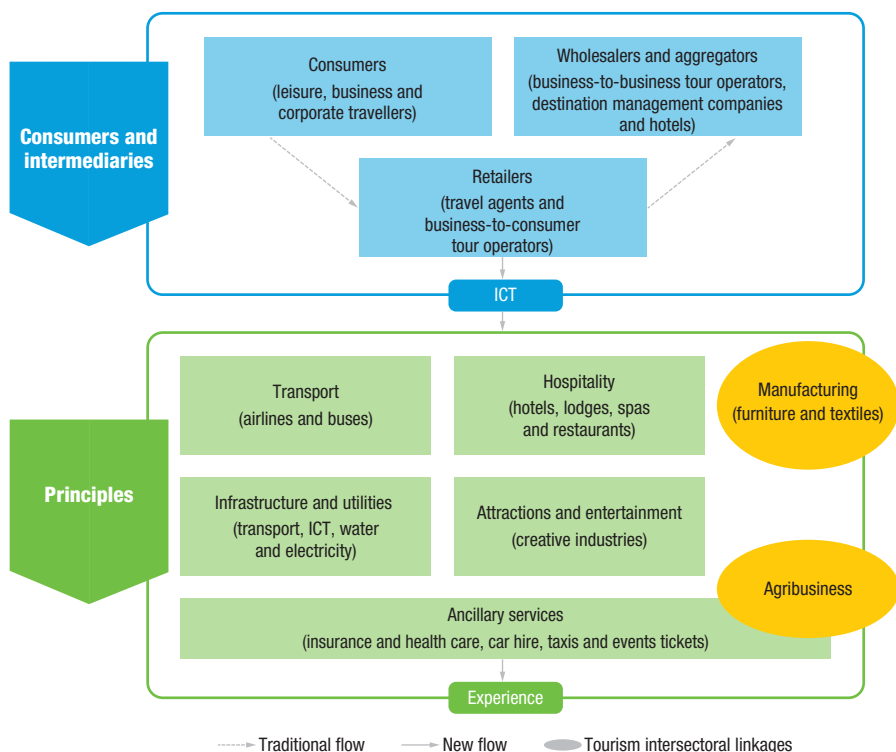 Consumers and
intermediaries
Consumers
(leisure, business and
corporate travellers)
Wholesalers and aggregators
(business-to-business tour operators,
destination management companies
and hotels)
Retailers
(travel agents and
business-to-consumer
tour operators)
ICT
Principles
Transport
(airlines and buses)
Hospitality
(hotels, lodges, spas
and restaurants)
Manufacturing
(furniture and textiles)
Infrastructure and utilities
(transport, ICT, water
and electricity)
Attractions and entertainment
(creative industries)
Agribusiness
Ancillary services
(insurance and health care, car hire, taxis and events tickets)
Experience
Traditional flow
New flow
Tourism intersectoral linkages